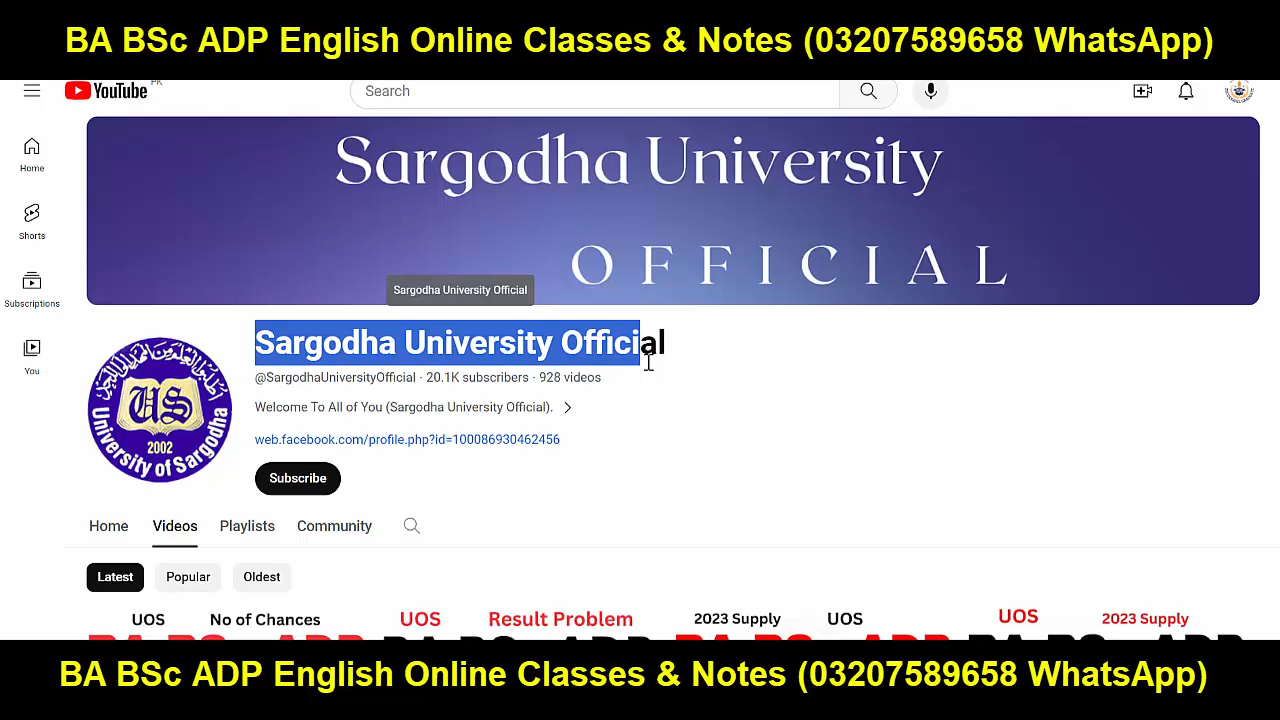 BA BSc ADP English Online Classes & Notes (03207589658 WhatsApp)
YouTube PK
Search
Home
Shorts
Subscriptions
You
Sargodha University
OFFICIAL
Sargodha University Official
Sargodha University Official
@SargodhaUniversityOfficial · 20.1K subscribers · 928 videos
Welcome To All of You (Sargodha University Official).
web.facebook.com/profile.php?id=100086930462456
US
2002
University of Sargodha
Subscribe
Home Videos Playlists Community
Latest Popular Oldest
UOS No of Chances UOS Result Problem 2023 Supply UOS UOS 2023 Supply
BA BSc ADP English Online Classes & Notes (03207589658 WhatsApp)